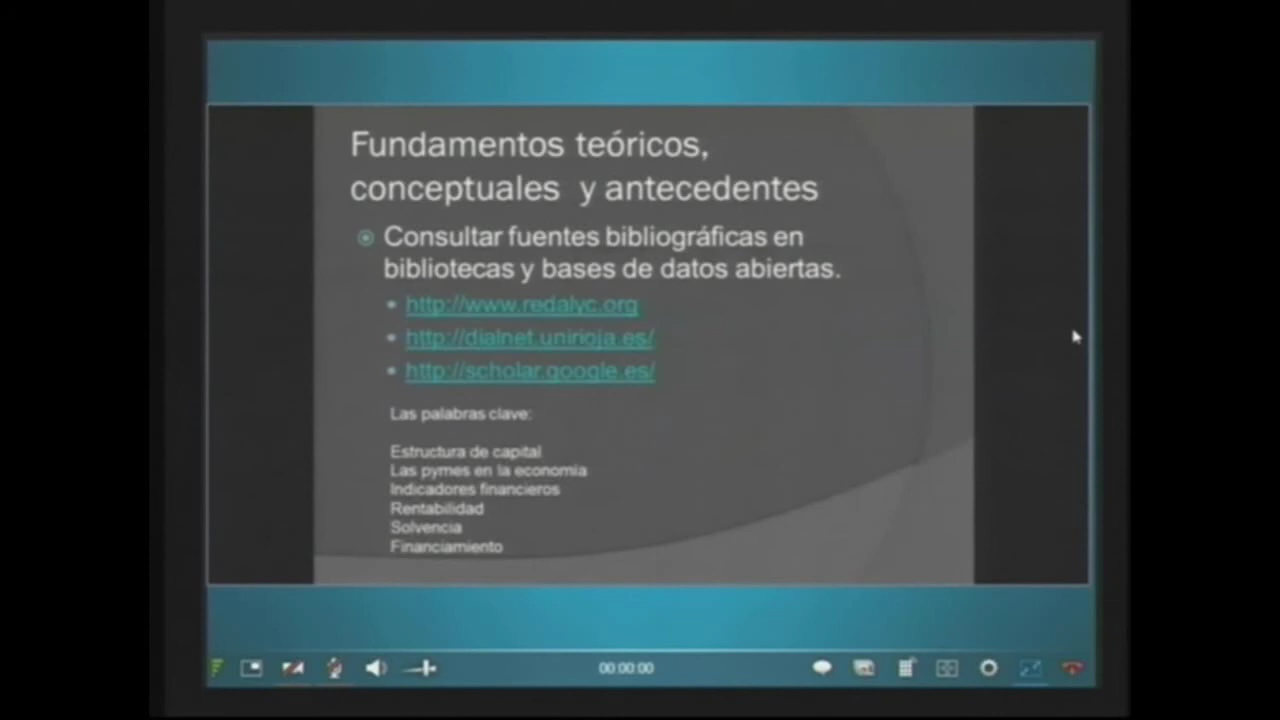 Fundamentos teóricos,
conceptuales y antecedentes
Consultar fuentes bibliográficas en
bibliotecas y bases de datos abiertas.
http://www.redalyc.org
http://dialnet.unirioja.es/
http://scholar.google.es/
Las palabras clave:
Estructura de capital
Las pymes en la economía
Indicadores financieros
Rentabilidad
Solvencia
Financiamiento
00:00:00